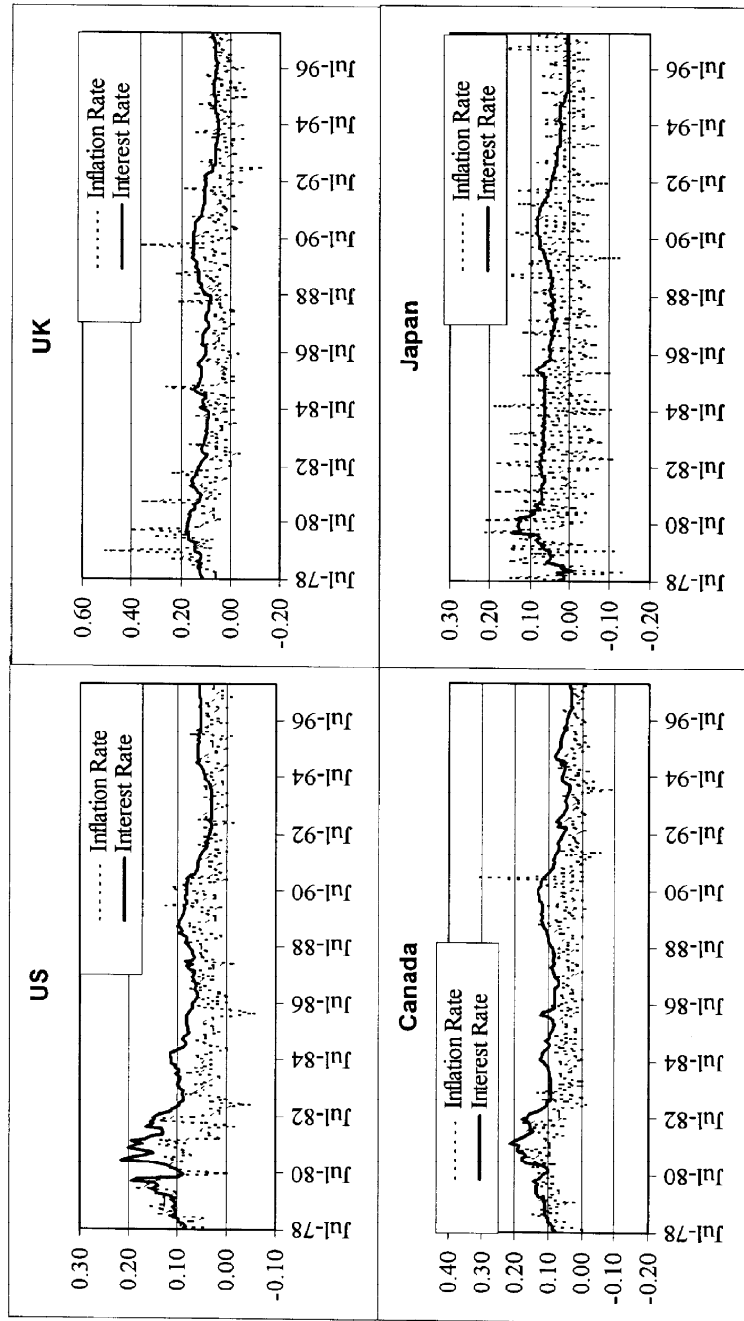 US
Inflation Rate
Interest Rate
0.30
0.20
0.10
0.00
-0.10
Jul-78
Jul-80
Jul-82
Jul-84
Jul-86
Jul-88
Jul-90
Jul-92
Jul-94
Jul-96
UK
Inflation Rate
Interest Rate
0.60
0.40
0.20
0.00
-0.20
Jul-78
Jul-80
Jul-82
Jul-84
Jul-86
Jul-88
Jul-90
Jul-92
Jul-94
Jul-96
Canada
Inflation Rate
Interest Rate
0.40
0.30
0.20
0.10
0.00
-0.10
-0.20
Jul-78
Jul-80
Jul-82
Jul-84
Jul-86
Jul-88
Jul-90
Jul-92
Jul-94
Jul-96
Japan
Inflation Rate
Interest Rate
0.30
0.20
0.10
0.00
-0.10
-0.20
Jul-78
Jul-80
Jul-82
Jul-84
Jul-86
Jul-88
Jul-90
Jul-92
Jul-94
Jul-96